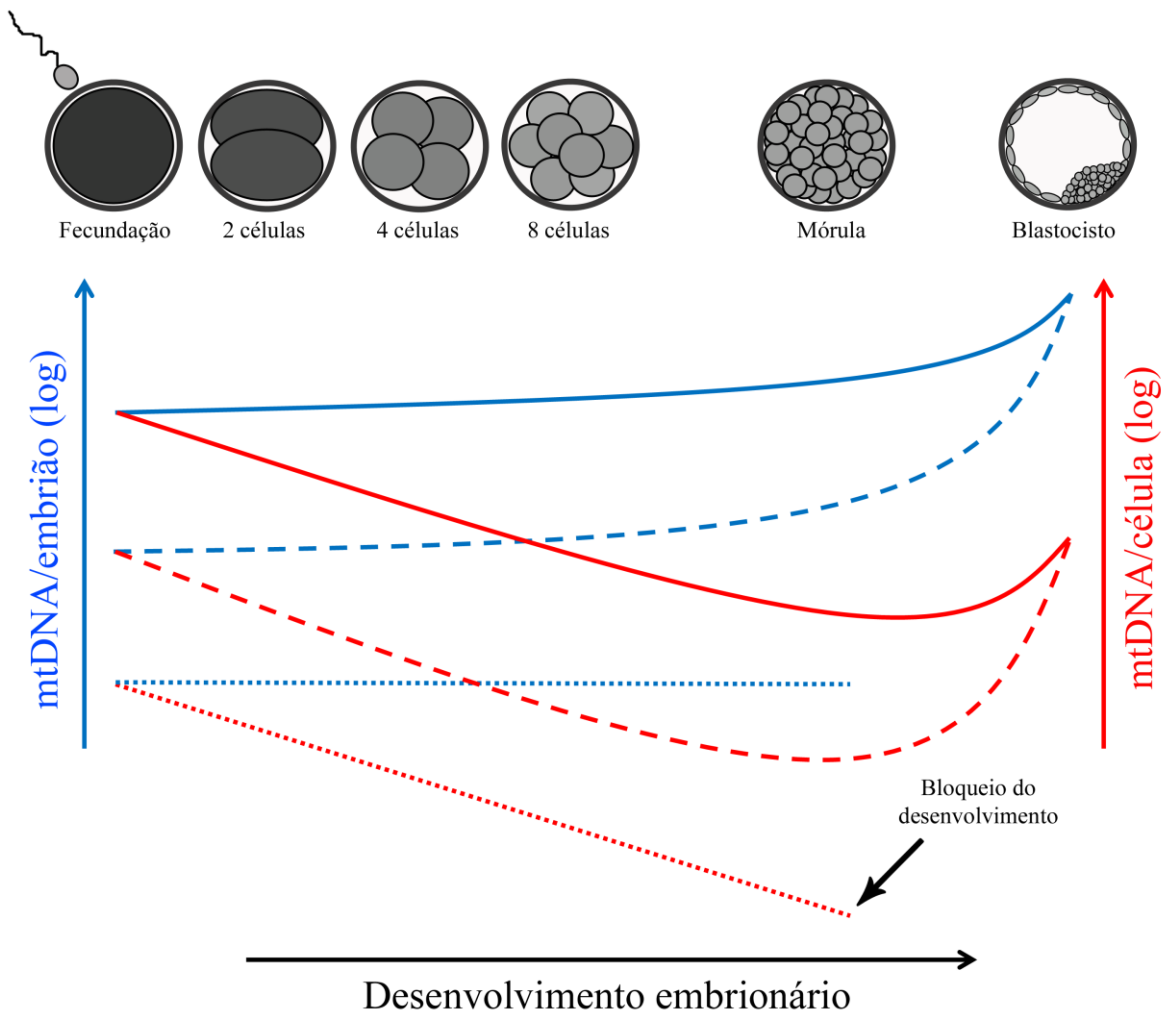 Fecundação
2 células
4 células
8 células
Mórula
Blastocisto
mtDNA/embrião (log)
mtDNA/célula (log)
Bloqueio do
desenvolvimento
Desenvolvimento embrionário